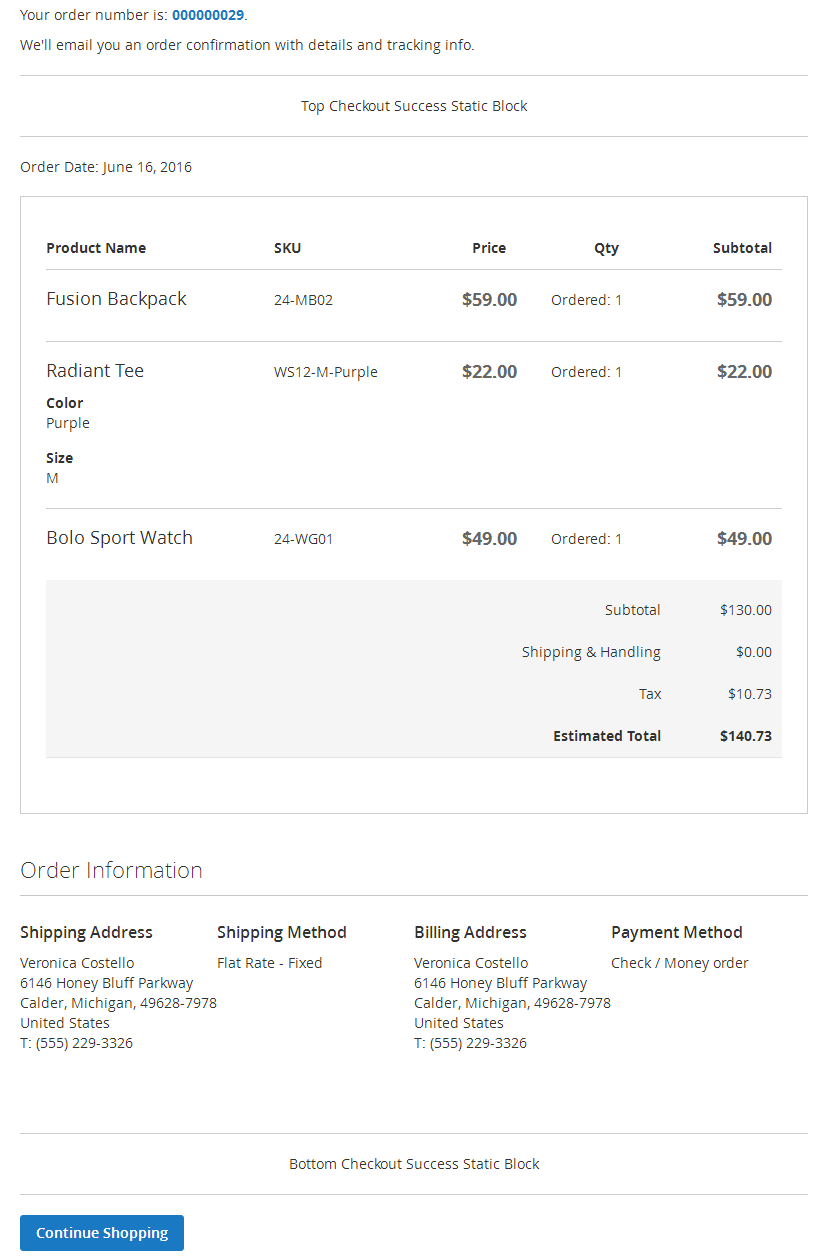 Your order number is: 000000029.
We'll email you an order confirmation with details and tracking info.
Top Checkout Success Static Block
Order Date: June 16, 2016
Product Name SKU Price Qty Subtotal
Fusion Backpack 24-MB02 $59.00 Ordered: 1 $59.00
Radiant Tee WS12-M-Purple $22.00 Ordered: 1 $22.00
Color
Purple
Size
M
Bolo Sport Watch 24-WG01 $49.00 Ordered: 1 $49.00
Subtotal $130.00
Shipping & Handling $0.00
Tax $10.73
Estimated Total $140.73
Order Information
Shipping Address
Veronica Costello
6146 Honey Bluff Parkway
Calder, Michigan, 49628-7978
United States
T: (555) 229-3326
Shipping Method
Flat Rate - Fixed
Billing Address
Veronica Costello
6146 Honey Bluff Parkway
Calder, Michigan, 49628-7978
United States
T: (555) 229-3326
Payment Method
Check / Money order
Bottom Checkout Success Static Block
Continue Shopping